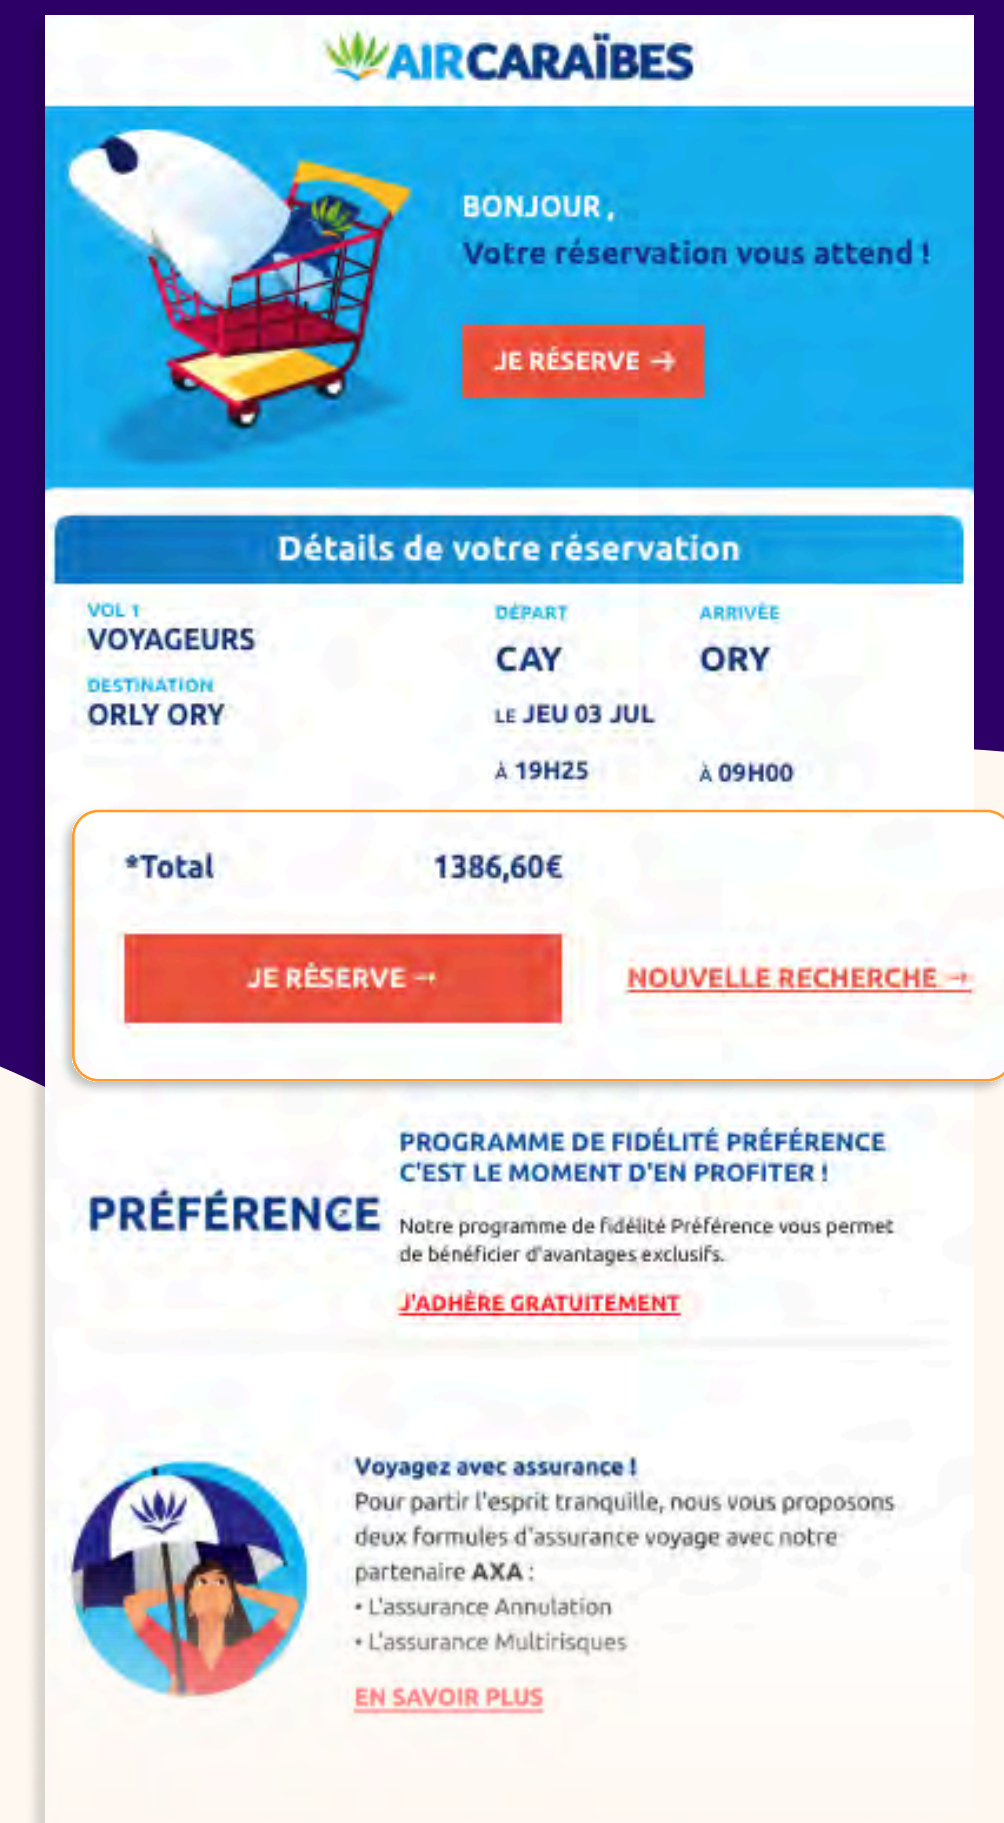 AIRCARAÏBES
BONJOUR ,
Votre réservation vous attend !
JE RÉSERVE →
Détails de votre réservation
VOL 1
VOYAGEURS
DESTINATION
ORLY ORY
DÉPART
ARRIVÉE
CAY
ORY
LE JEU 03 JUL
À 19H25
À 09H00
*Total
1386,60€
JE RÉSERVE →
NOUVELLE RECHERCHE →
PRÉFÉRENCE
PROGRAMME DE FIDÉLITÉ PRÉFÉRENCE
C'EST LE MOMENT D'EN PROFITER !
Notre programme de fidélité Préférence vous permet
de bénéficier d'avantages exclusifs.
J'ADHÈRE GRATUITEMENT
Voyagez avec assurance !
Pour partir l'esprit tranquille, nous vous proposons
deux formules d'assurance voyage avec notre
partenaire AXA :
• L'assurance Annulation
• L'assurance Multirisques
EN SAVOIR PLUS